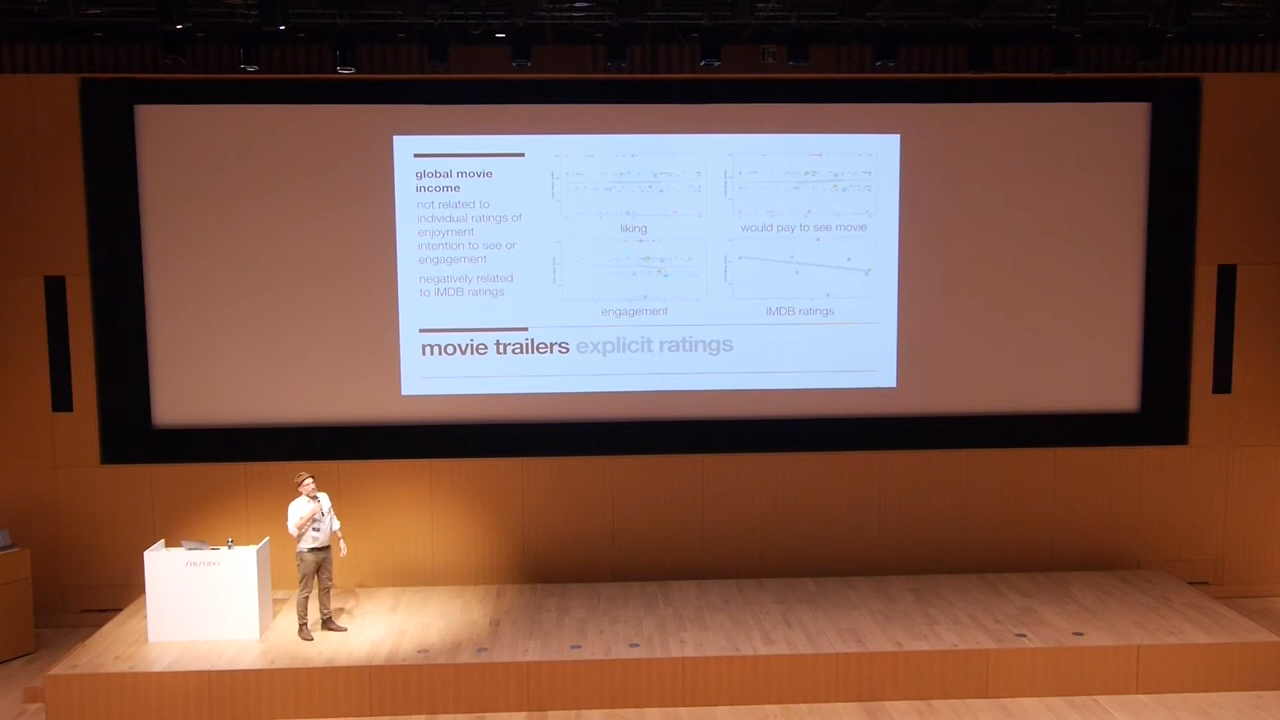 global movie
income
not related to
individual ratings of
enjoyment
intention to see or
engagement
negatively related
to IMDB ratings
liking
would pay to see movie
engagement
IMDB ratings
movie trailers explicit ratings
SHISEIDO